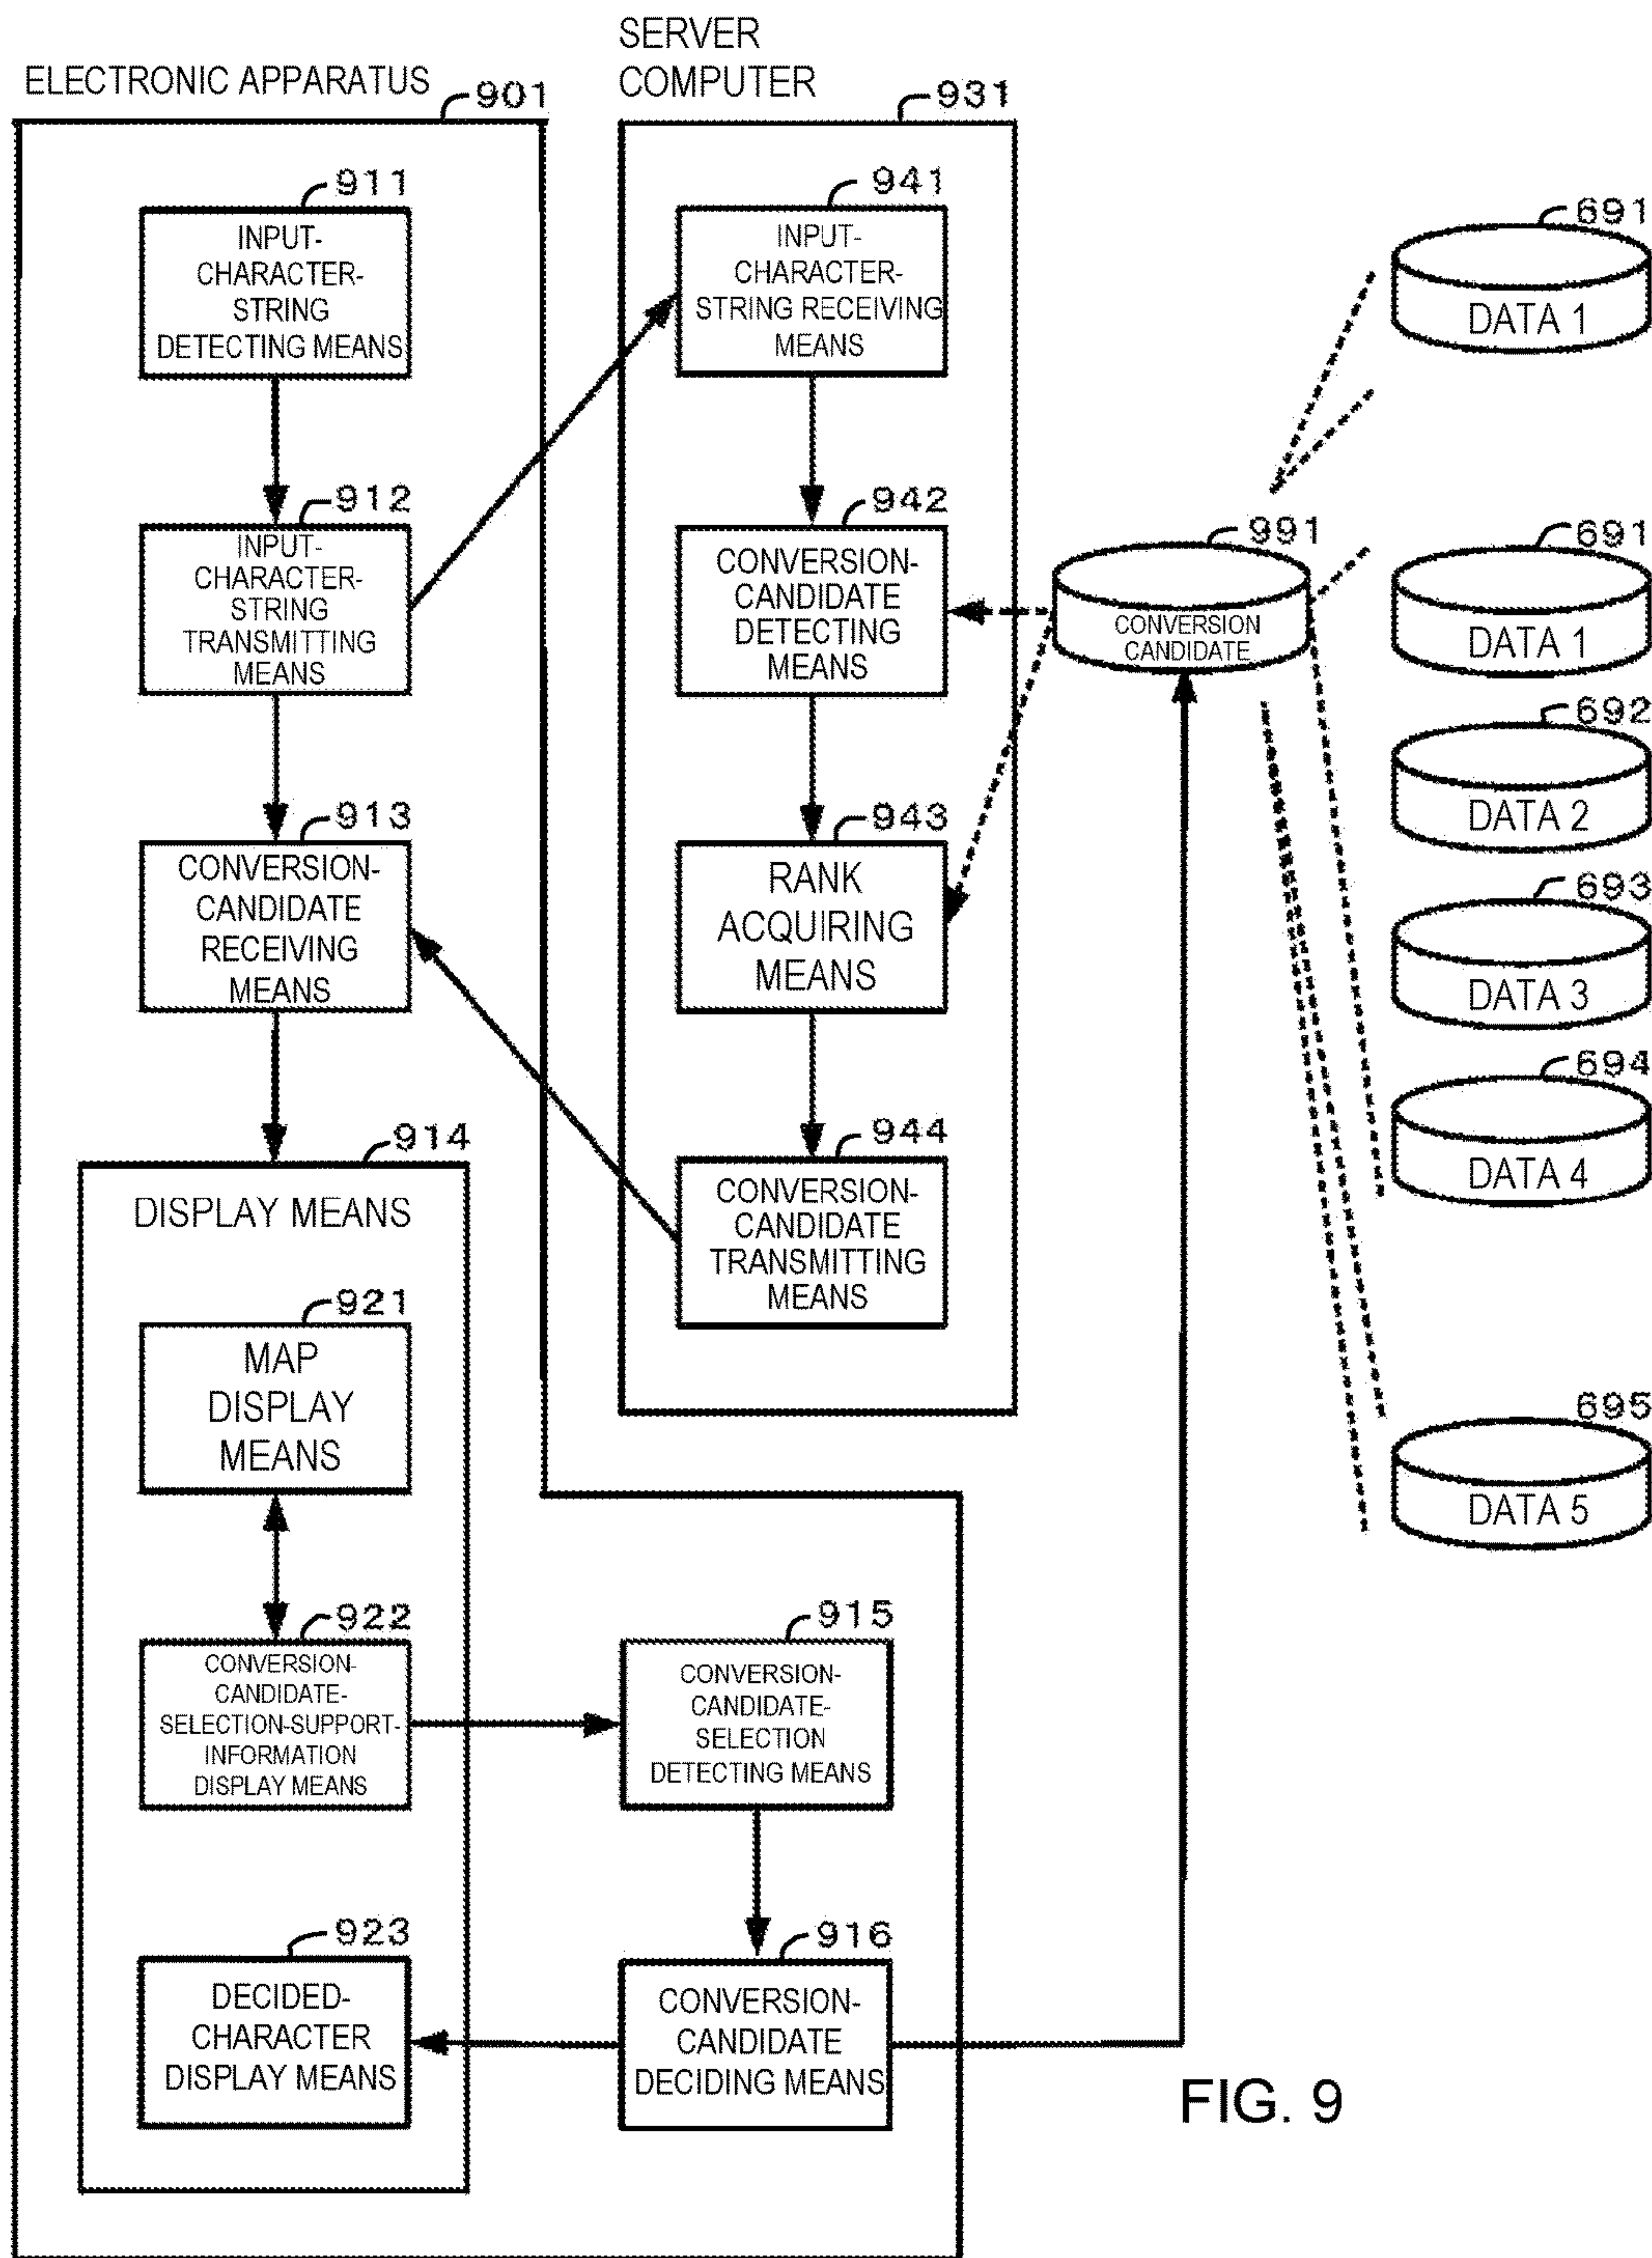 SERVER
COMPUTER
ELECTRONIC APPARATUS
901
931
911
INPUT-
CHARACTER-
STRING
DETECTING MEANS
941
INPUT-
CHARACTER-
STRING RECEIVING
MEANS
691
DATA 1
912
INPUT-
CHARACTER-
STRING
TRANSMITTING
MEANS
942
CONVERSION-
CANDIDATE
DETECTING
MEANS
991
CONVERSION
CANDIDATE
691
DATA 1
692
DATA 2
913
CONVERSION-
CANDIDATE
RECEIVING
MEANS
943
RANK
ACQUIRING
MEANS
693
DATA 3
694
DATA 4
914
DISPLAY MEANS
944
CONVERSION-
CANDIDATE
TRANSMITTING
MEANS
921
MAP
DISPLAY
MEANS
695
DATA 5
922
CONVERSION-
CANDIDATE-
SELECTION-SUPPORT-
INFORMATION
DISPLAY MEANS
915
CONVERSION-
CANDIDATE-
SELECTION
DETECTING MEANS
923
DECIDED-
CHARACTER
DISPLAY MEANS
916
CONVERSION-
CANDIDATE
DECIDING MEANS
FIG. 9